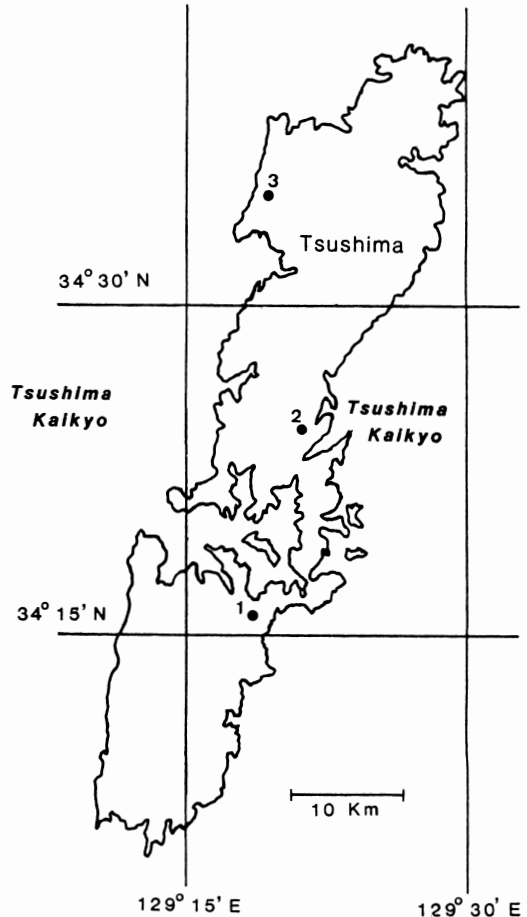 3
Tsushima
34° 30' N
Tsushima
Kaikyo
2
Tsushima
Kaikyo
34° 15' N
1
10 Km
129° 15' E
129° 30' E